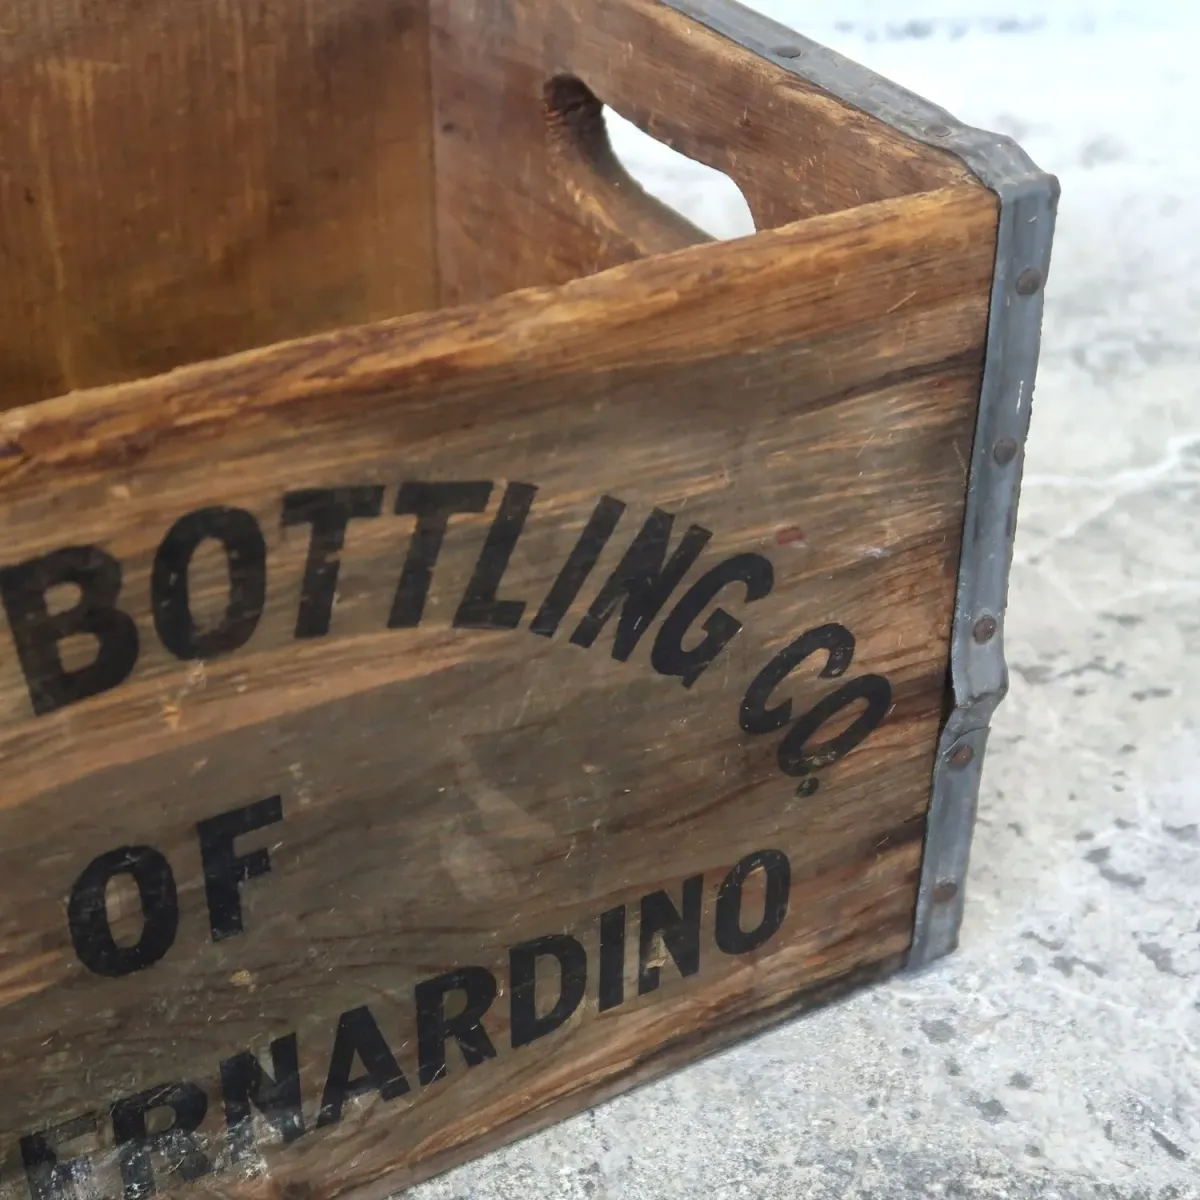 BOTTLING CO.
OF
ERNARDINO